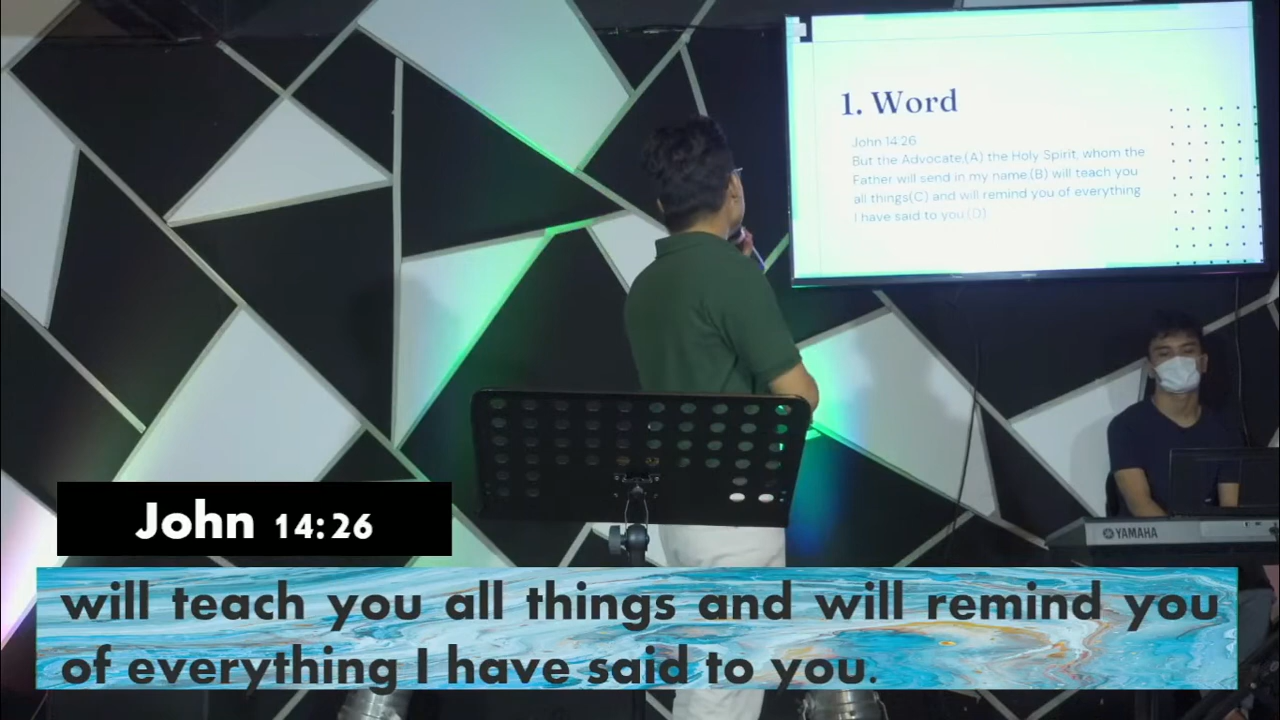 1. Word
John 14:26
But the Advocate,(A) the Holy Spirit, whom the
Father will send in my name,(B) will teach you
all things(C) and will remind you of everything
I have said to you.(D)
YAMAHA
John 14:26
will teach you all things and will remind you
of everything I have said to you.